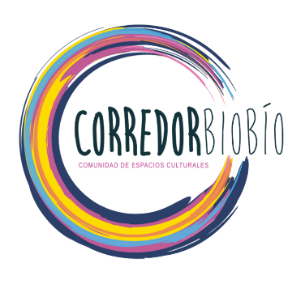 CORREDORBIOBÍO
COMUNIDAD DE ESPACIOS CULTURALES